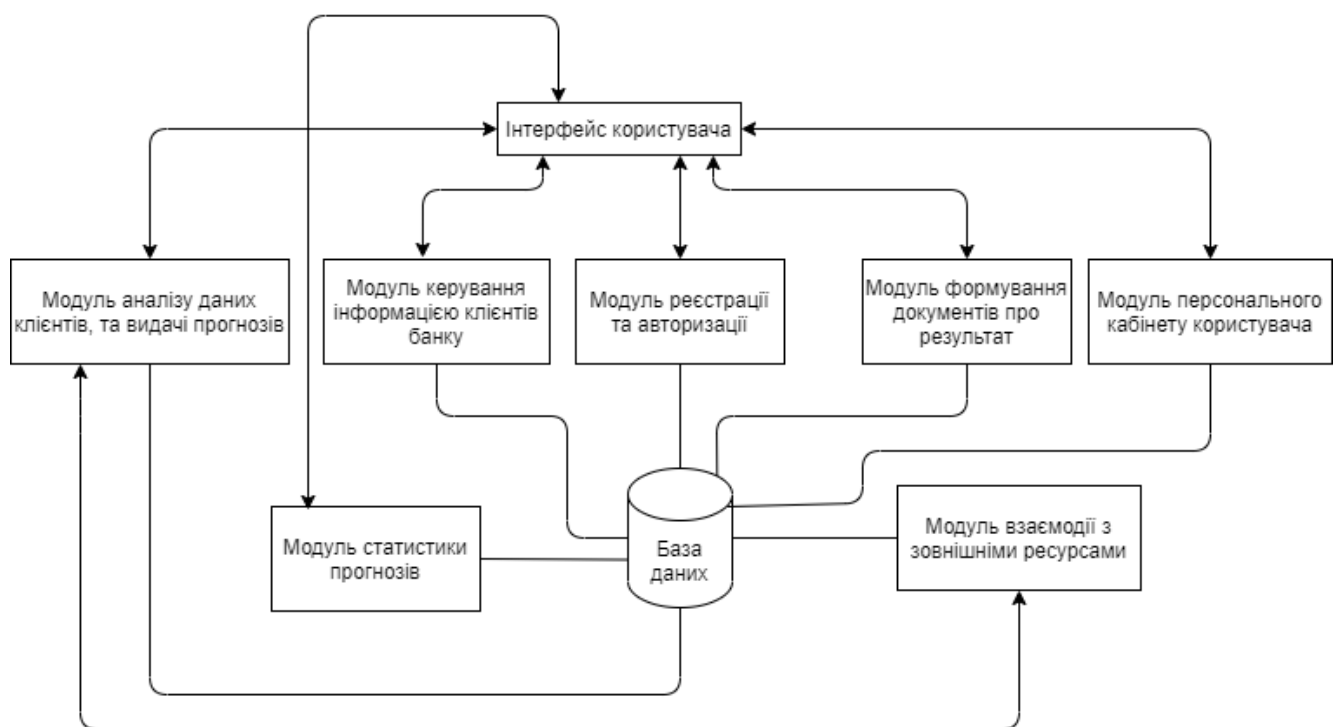 Інтерфейс користувача
Модуль аналізу даних
клієнтів, та видачі прогнозів
Модуль керування
інформацією клієнтів
банку
Модуль реєстрації
та авторизації
Модуль формування
документів про
результат
Модуль персонального
кабінету користувача
Модуль статистики
прогнозів
База
даних
Модуль взаємодії з
зовнішніми ресурсами